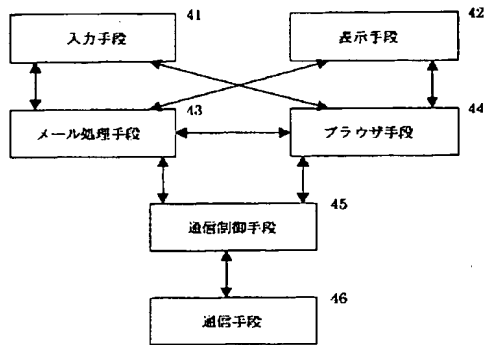 41
入力手段
42
表示手段
43
メール処理手段
44
ブラウザ手段
45
通信制御手段
46
通信手段